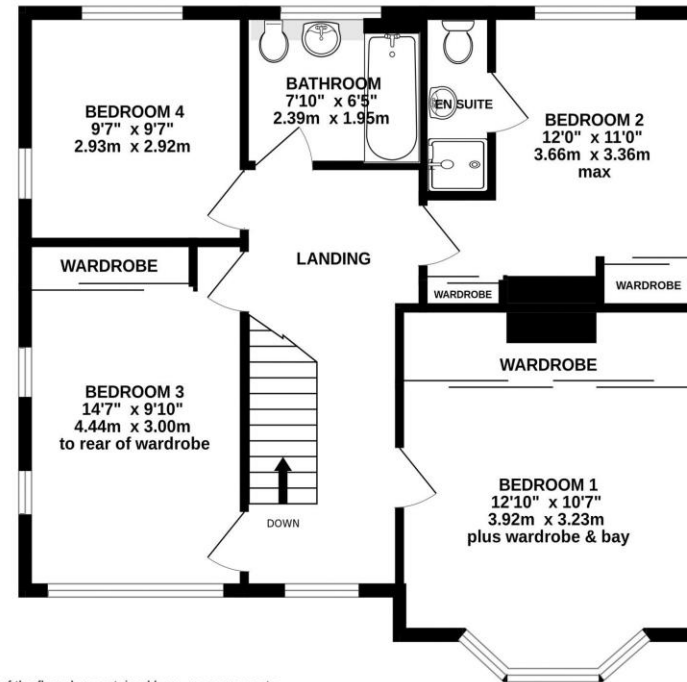 BEDROOM 4
9'7" x 9'7"
2.93m x 2.92m
BATHROOM
7'10" x 6'5"
2.39m x 1.95m
EN SUITE
BEDROOM 2
12'0" x 11'0"
3.66m x 3.36m
max
WARDROBE
LANDING
WARDROBE
WARDROBE
WARDROBE
BEDROOM 3
14'7" x 9'10"
4.44m x 3.00m
to rear of wardrobe
BEDROOM 1
12'10" x 10'7"
3.92m x 3.23m
plus wardrobe & bay
DOWN